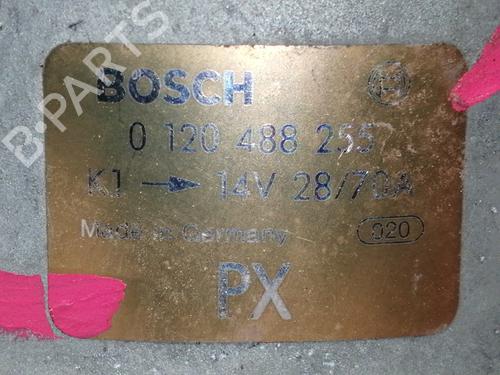 BOSCH
0 120 488 255
K1 → 14V 28/70A
Made in Germany 920
PX
B-PARTS